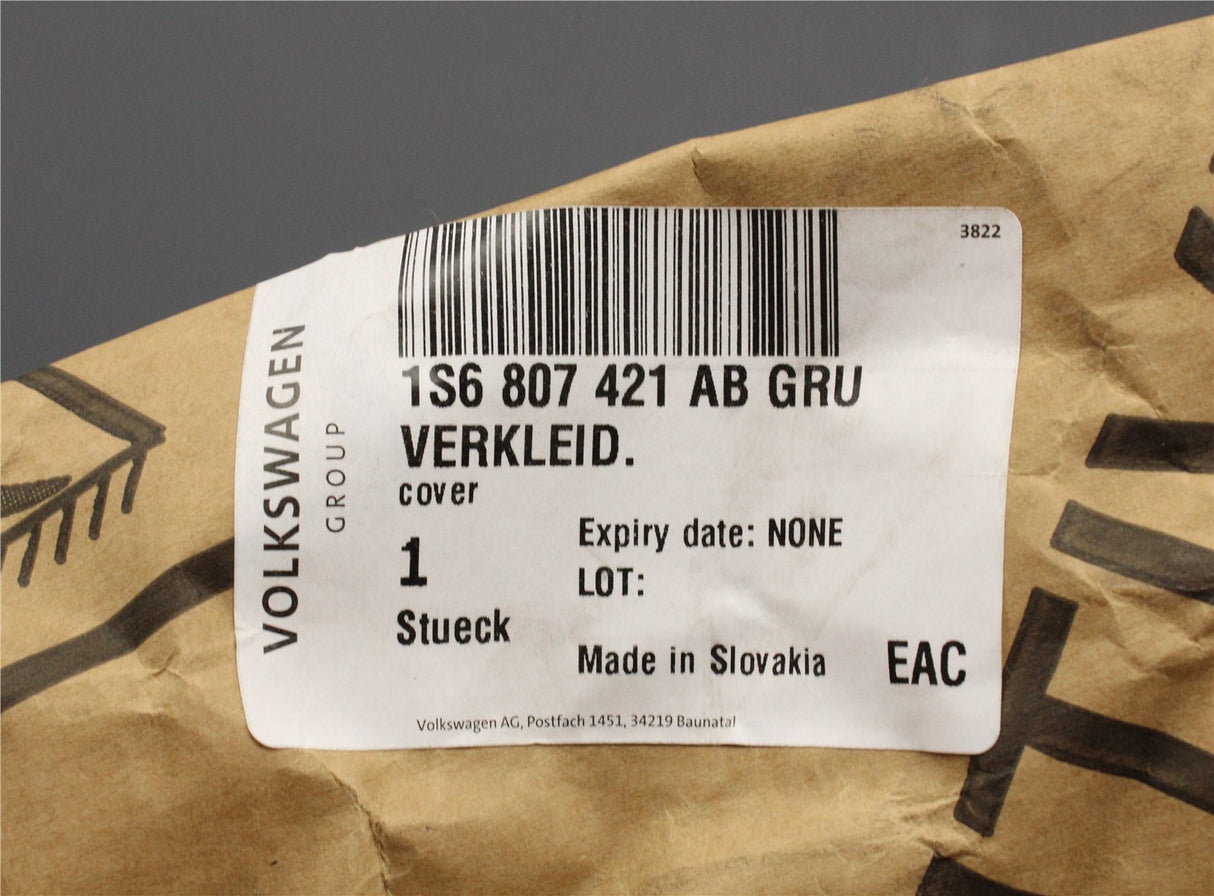 3822
VOLKSWAGEN
GROUP
1S6 807 421 AB GRU
VERKLEID.
cover
1
Stueck
Expiry date: NONE
LOT:
Made in Slovakia
EAC
Volkswagen AG, Postfach 1451, 34219 Baunatal